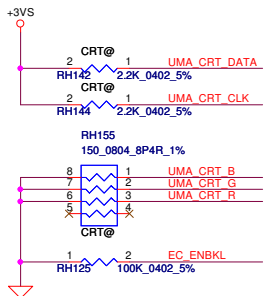 +3VS
CRT@
2 1 UMA_CRT_DATA
RH142 2.2K_0402_5%
CRT@
2 1 UMA_CRT_CLK
RH144 2.2K_0402_5%
RH155
150_0804_8P4R_1%
8 1 UMA_CRT_B
7 2 UMA_CRT_G
6 3 UMA_CRT_R
5 4
CRT@
1 2 EC_ENBKL
RH125 100K_0402_5%